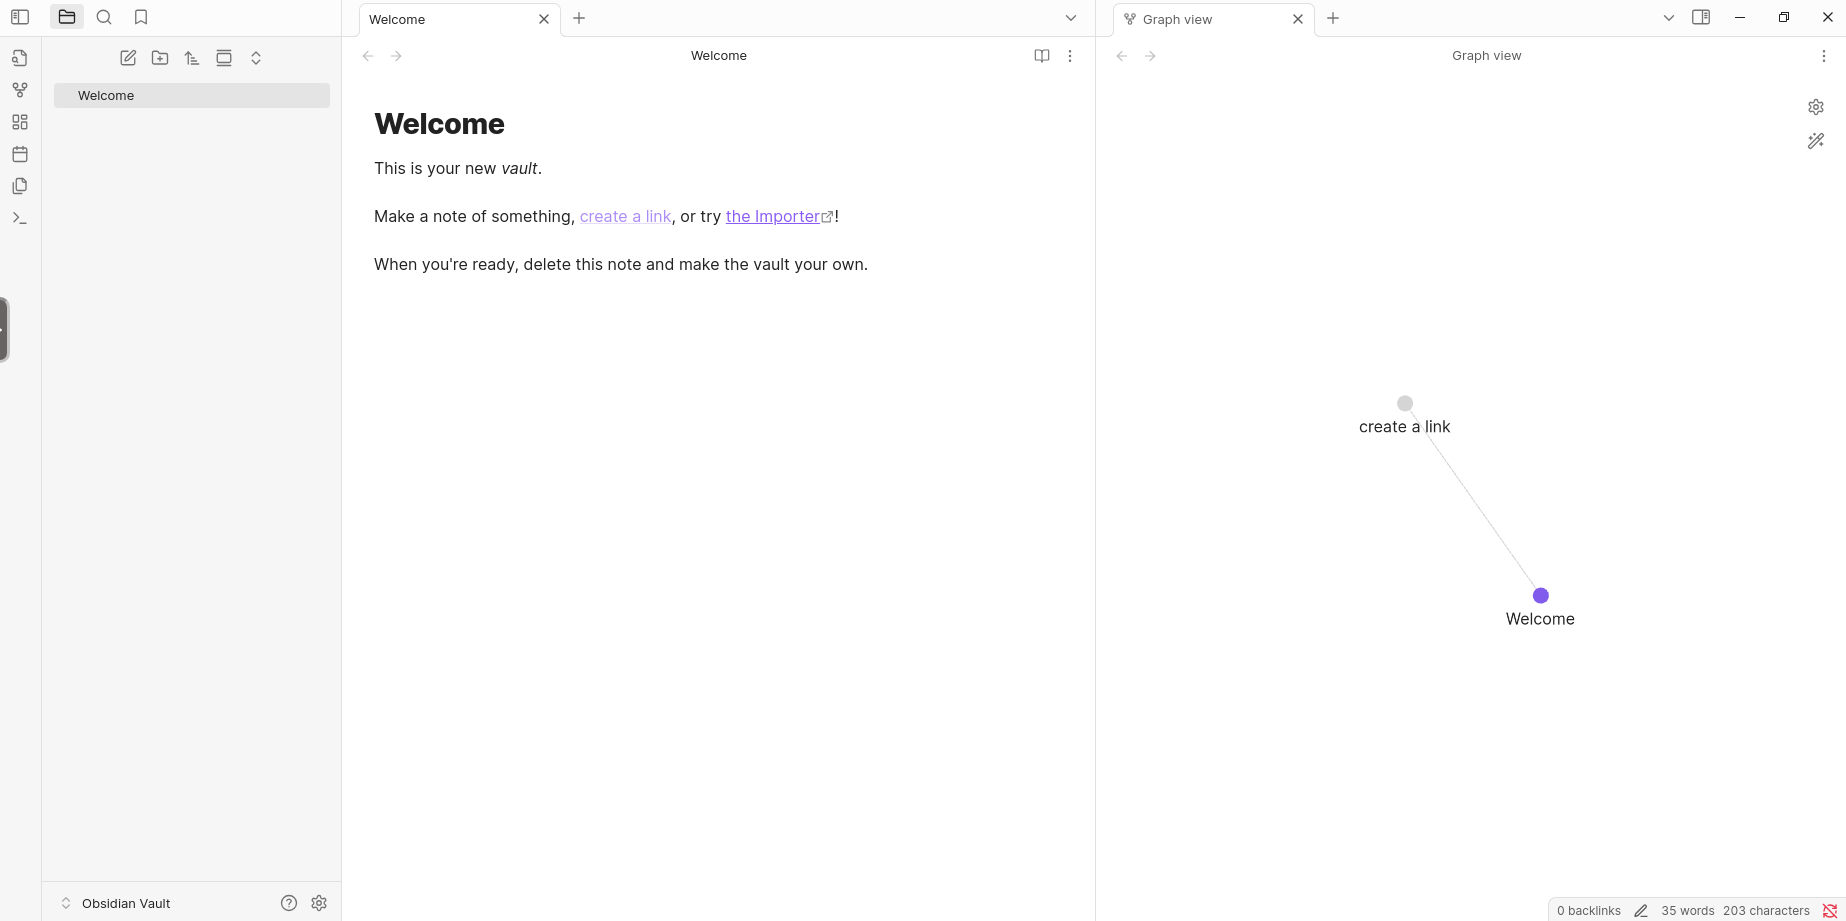 Welcome
Graph view
Welcome
Graph view
Welcome
Welcome
This is your new vault.
Make a note of something, create a link, or try the Importer!
When you're ready, delete this note and make the vault your own.
create a link
Welcome
Obsidian Vault
0 backlinks 35 words 203 characters